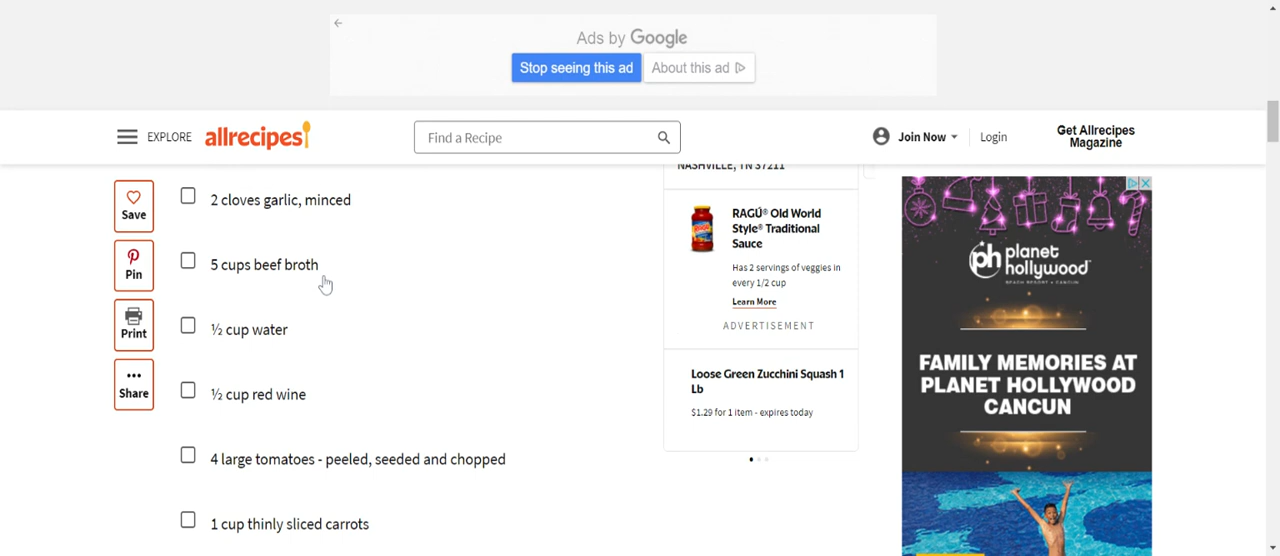 Ads by Google
Stop seeing this ad
About this ad
EXPLORE
allrecipes
Find a Recipe
Join Now
Login
Get Allrecipes
Magazine
Save
Pin
Print
Share
2 cloves garlic, minced
5 cups beef broth
½ cup water
½ cup red wine
4 large tomatoes - peeled, seeded and chopped
1 cup thinly sliced carrots
NASHVILLE, TN 37211
RAGÚ® Old World
Style® Traditional
Sauce
Has 2 servings of veggies in
every 1/2 cup
Learn More
ADVERTISEMENT
Loose Green Zucchini Squash 1
Lb
$1.29 for 1 item - expires today
ph planet
hollywood
BEACH RESORT • CANCUN
FAMILY MEMORIES AT
PLANET HOLLYWOOD
CANCUN